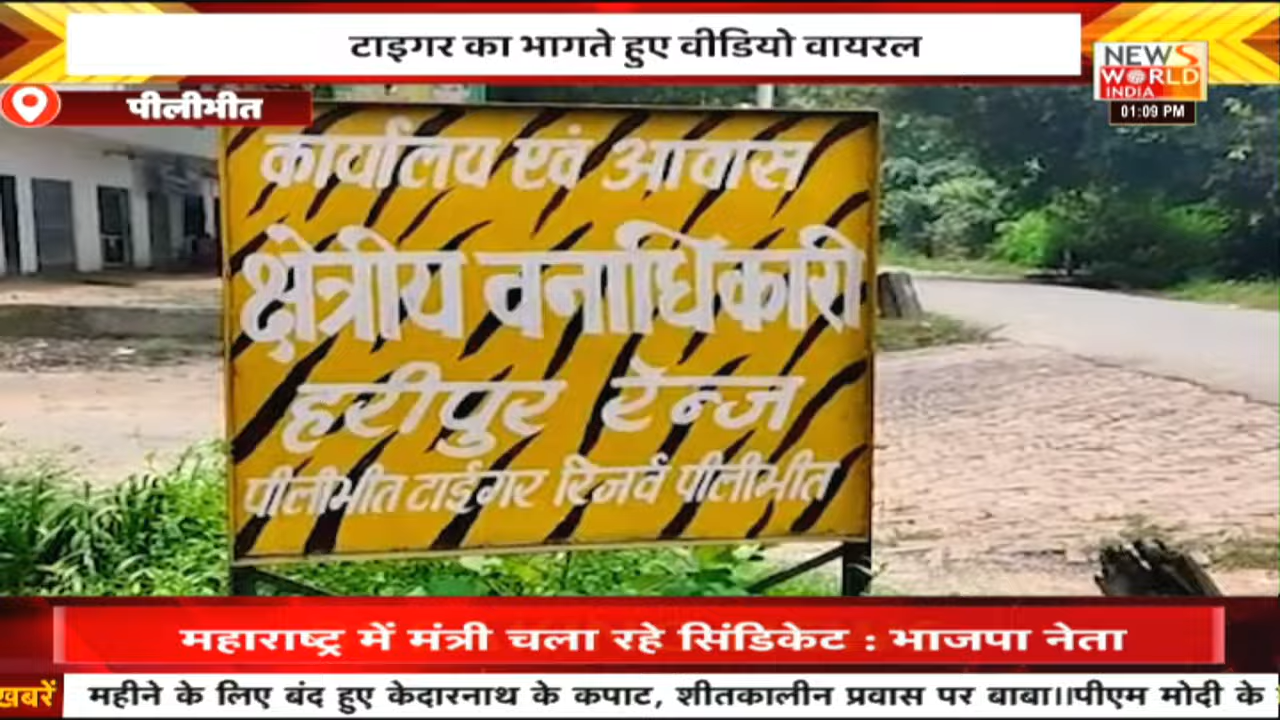 टाइगर का भागते हुए वीडियो वायरल
NEWS
WORLD
INDIA
01:09 PM
पीलीभीत
कार्यालय एवं आवास
क्षेत्रीय वनाधिकारी
हरीपुर रेन्ज
पीलीभीत टाईगर रिजर्व पीलीभीत
महाराष्ट्र में मंत्री चला रहे सिंडिकेट : भाजपा नेता
खबरें महीने के लिए बंद हुए केदारनाथ के कपाट, शीतकालीन प्रवास पर बाबा।।पीएम मोदी के